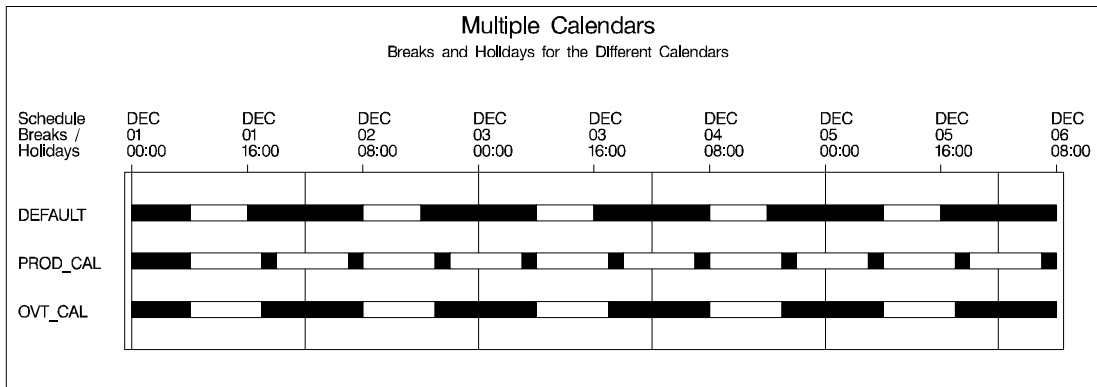 Multiple Calendars
Breaks and Holidays for the Different Calendars
Schedule Breaks / Holidays
DEC 01 00:00
DEC 01 16:00
DEC 02 08:00
DEC 03 00:00
DEC 03 16:00
DEC 04 08:00
DEC 05 00:00
DEC 05 16:00
DEC 06 08:00
DEFAULT
PROD_CAL
OVT_CAL